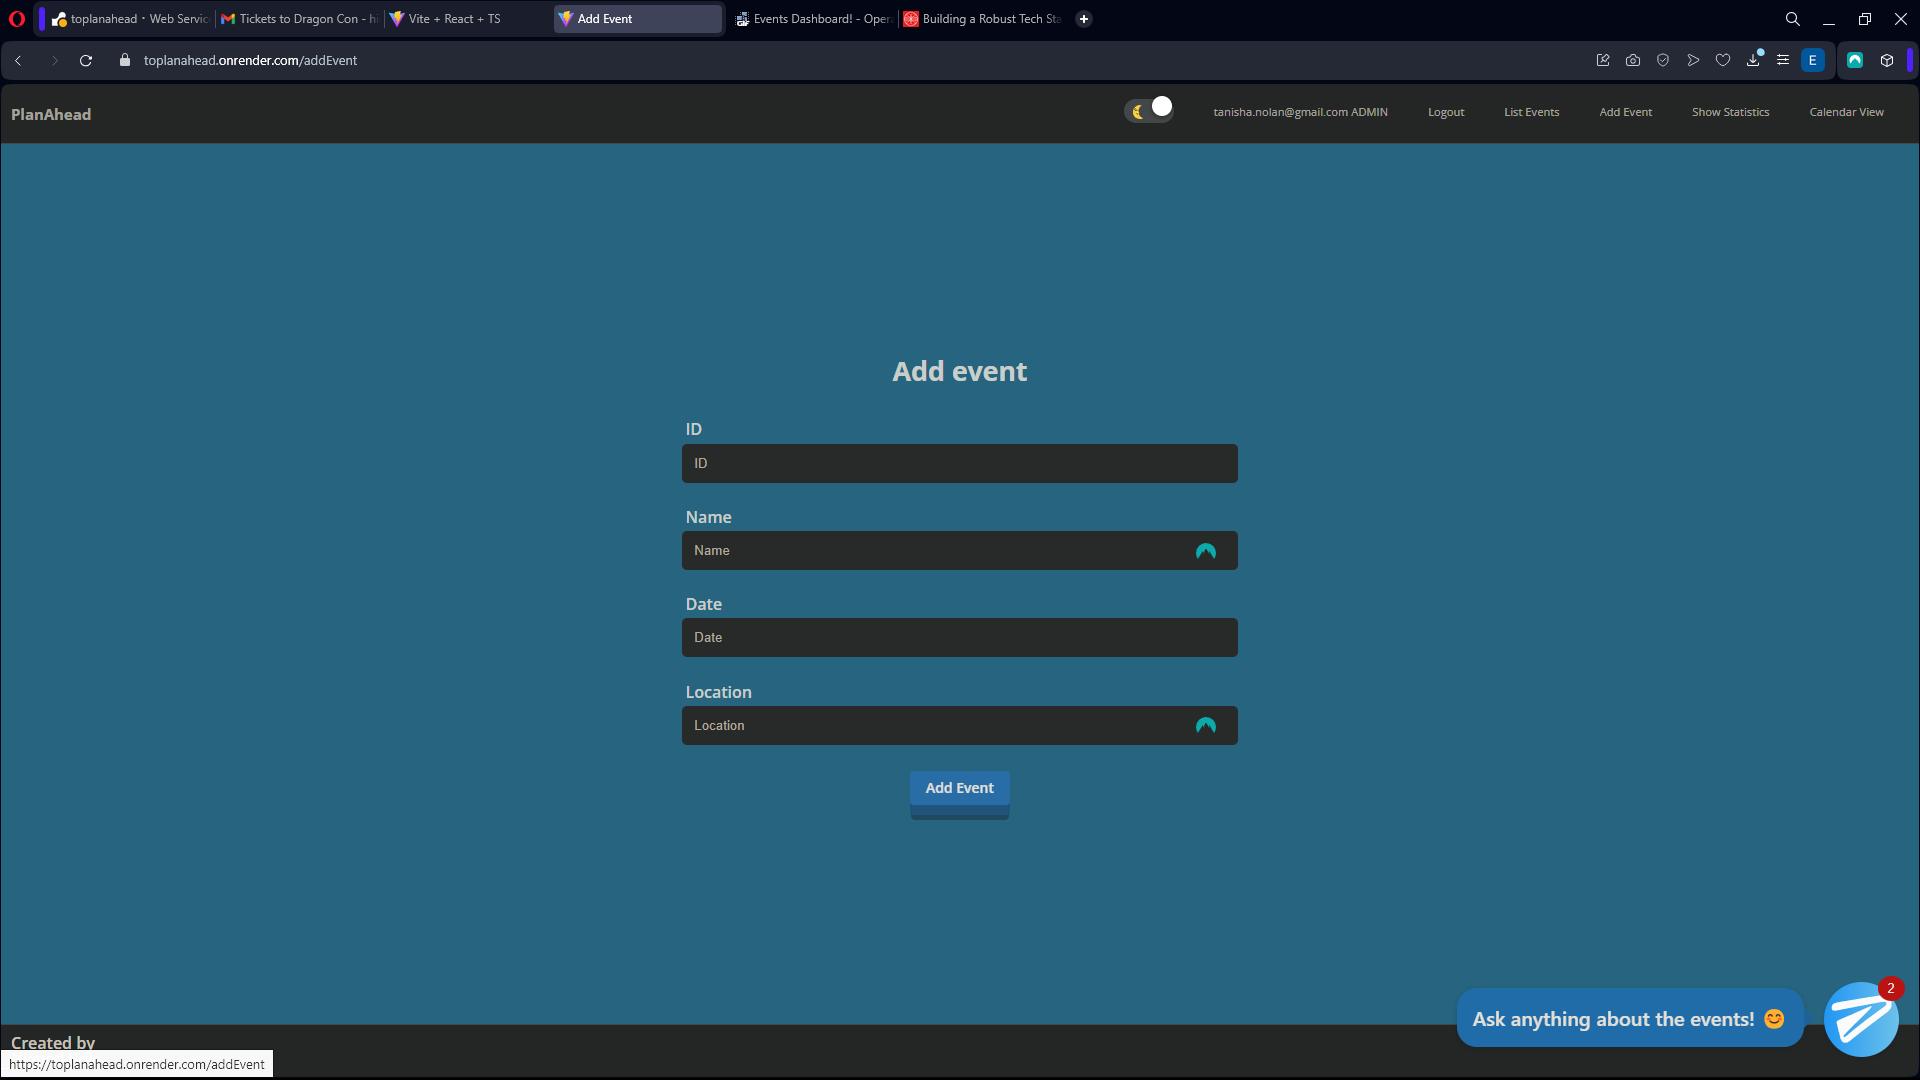 toplanahead · Web Servic
Tickets to Dragon Con - hi
Vite + React + TS
Add Event
Events Dashboard! - Opera
Building a Robust Tech Sta
toplanahead.onrender.com/addEvent
E
PlanAhead
tanisha.nolan@gmail.com ADMIN
Logout
List Events
Add Event
Show Statistics
Calendar View
Add event
ID
ID
Name
Name
Date
Date
Location
Location
Add Event
Ask anything about the events! 😊
2
Created by
https://toplanahead.onrender.com/addEvent